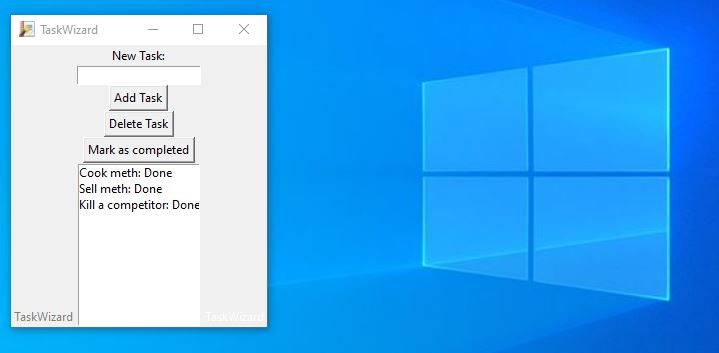 TaskWizard
New Task:
Add Task
Delete Task
Mark as completed
Cook meth: Done
Sell meth: Done
Kill a competitor: Done
TaskWizard
TaskWizard